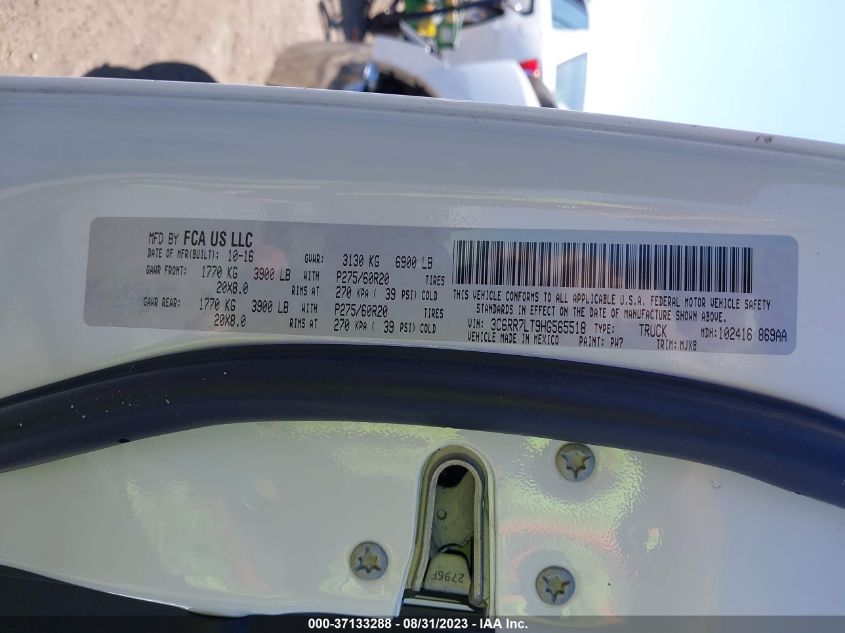 MFD BY FCA US LLC
DATE OF MFR(BUILT): 10-16 GVWR: 3130 KG 6900 LB
GAWR FRONT: 1770 KG 3900 LB WITH P275/60R20 TIRES
20X8.0 RIMS AT 270 KPA ( 39 PSI) COLD
GAWR REAR: 1770 KG 3900 LB WITH P275/60R20 TIRES
20X8.0 RIMS AT 270 KPA ( 39 PSI) COLD
THIS VEHICLE CONFORMS TO ALL APPLICABLE U.S.A. FEDERAL MOTOR VEHICLE SAFETY
STANDARDS IN EFFECT ON THE DATE OF MANUFACTURE SHOWN ABOVE.
VIN: 3C6RR7LT9HG565518 TYPE: TRUCK MDH:102416 869AA
VEHICLE MADE IN MEXICO PAINT: PW7 TRIM: MJX8
2796F
000-37133288 - 08/31/2023 - IAA Inc.